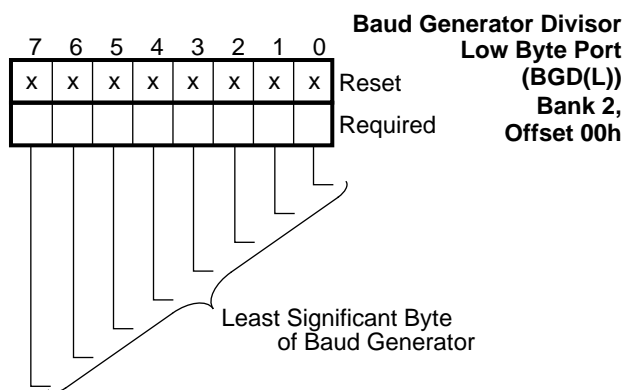 Baud Generator Divisor
Low Byte Port
(BGD(L))
Bank 2,
Offset 00h
7 6 5 4 3 2 1 0
x x x x x x x x Reset
Required
Least Significant Byte
of Baud Generator